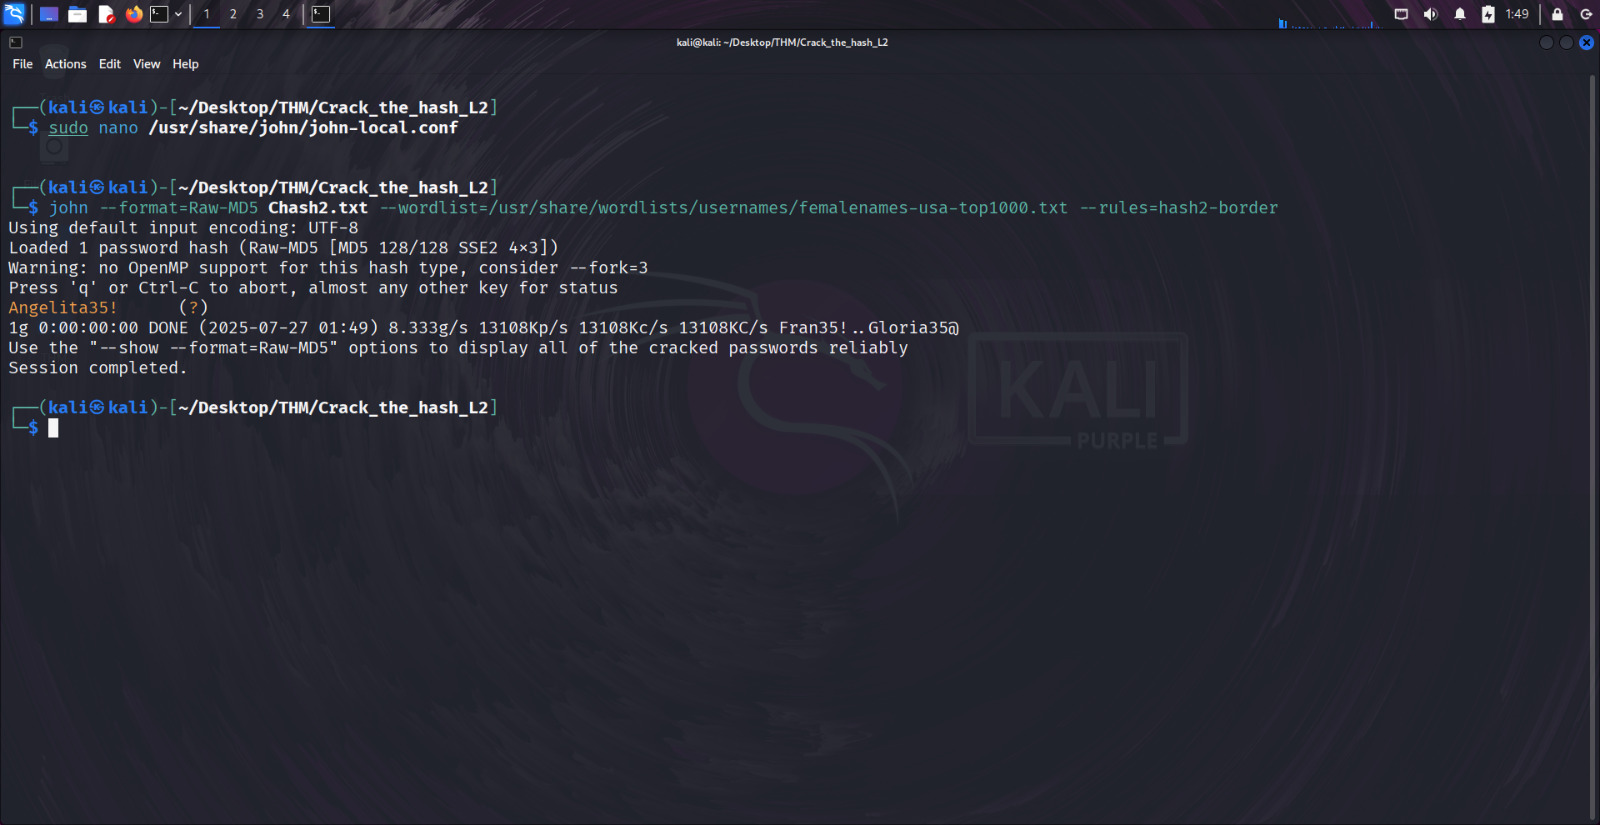 1 2 3 4 1:49
kali@kali: ~/Desktop/THM/Crack_the_hash_L2
File Actions Edit View Help
┌──(kali㉿kali)-[~/Desktop/THM/Crack_the_hash_L2]
└─$ sudo nano /usr/share/john/john-local.conf
┌──(kali㉿kali)-[~/Desktop/THM/Crack_the_hash_L2]
└─$ john --format=Raw-MD5 Chash2.txt --wordlist=/usr/share/wordlists/usernames/femalenames-usa-top1000.txt --rules=hash2-border
Using default input encoding: UTF-8
Loaded 1 password hash (Raw-MD5 [MD5 128/128 SSE2 4×3])
Warning: no OpenMP support for this hash type, consider --fork=3
Press 'q' or Ctrl-C to abort, almost any other key for status
Angelita35!      (?)
1g 0:00:00:00 DONE (2025-07-27 01:49) 8.333g/s 13108Kp/s 13108Kc/s 13108KC/s Fran35!..Gloria35@
Use the "--show --format=Raw-MD5" options to display all of the cracked passwords reliably
Session completed.
┌──(kali㉿kali)-[~/Desktop/THM/Crack_the_hash_L2]
└─$
KALI
PURPLE